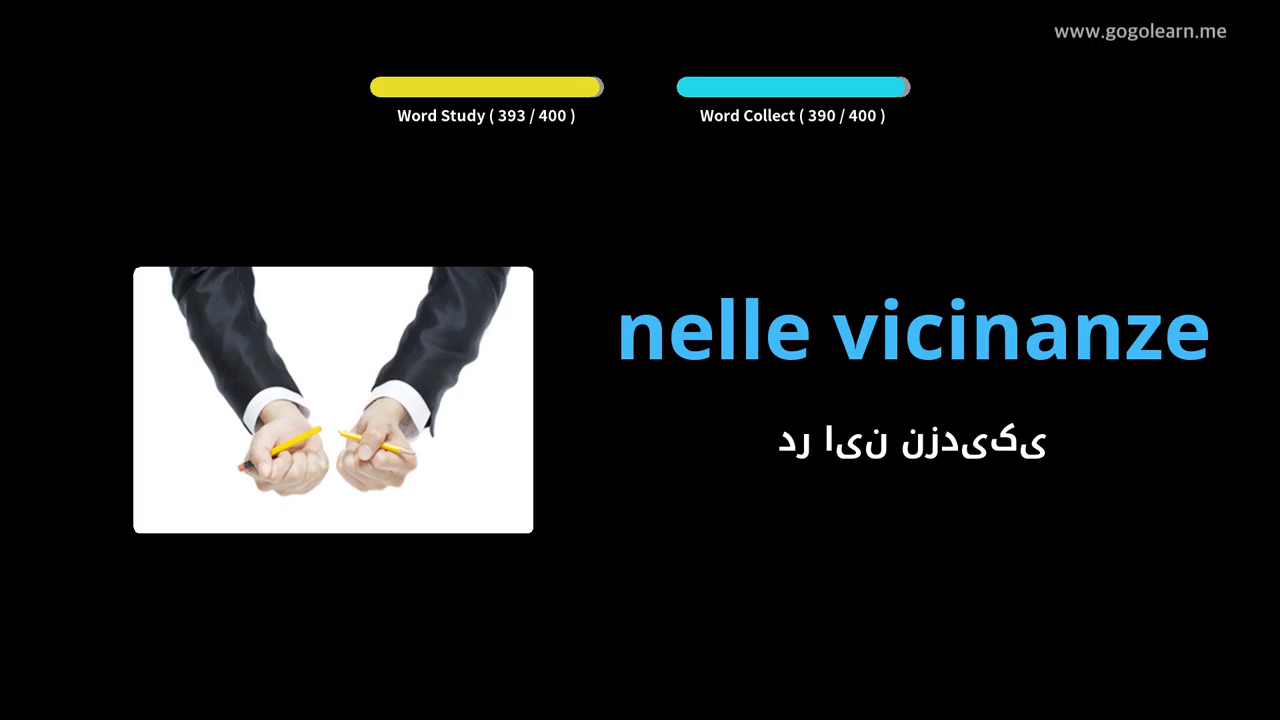 www.gogolearn.me
Word Study ( 393 / 400 )
Word Collect ( 390 / 400 )
nelle vicinanze
در این نزدیکی